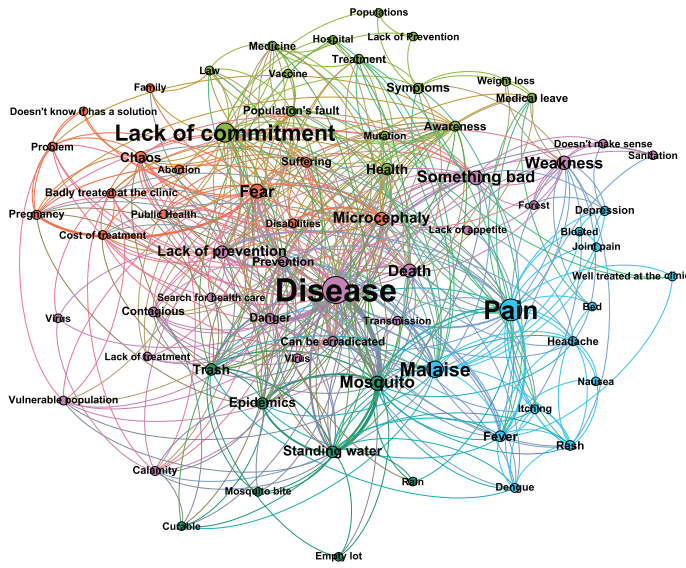 Populations
Hospital
Lack of Prevention
Medicine
Treatment
Law
Vaccine
Weight loss
Family
Symptoms
Medical leave
Doesn't know if has a solution
Population's fault
Lack of commitment
Mutation
Awareness
Problem
Doesn't make sense
Chaos
Suffering
Sanitation
Abortion
Health
Something bad
Weakness
Badly treated at the clinic
Fear
Pregnancy
Public Health
Disabilities
Microcephaly
Forest
Depression
Cost of treatment
Lack of appetite
Bleated
Lack of prevention
Joint pain
Prevention
Death
Well treated at the clinic
Disease
Search for health care
Contagious
Pain
Bed
Virus
Danger
Transmission
Can be erradicated
Headache
Lack of treatment
Virus
Trash
Malaise
Mosquito
Nausea
Vulnerable population
Epidemics
Itching
Fever
Rash
Standing water
Calamity
Rain
Mosquito bite
Dengue
Curable
Empty lot